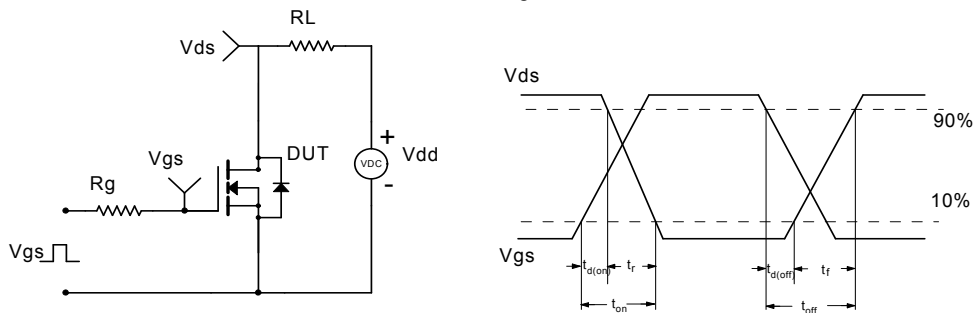 RL
Vds
Vgs
DUT
+
VDC
Vdd
-
Rg
Vgs
Vds
90%
10%
Vgs
td(on)
tr
td(off)
tf
ton
toff